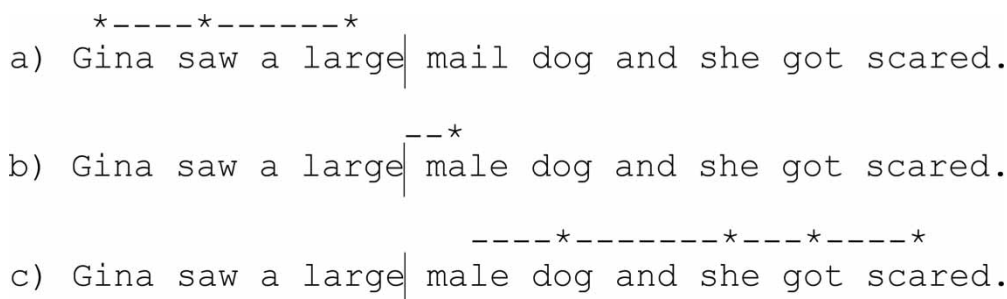 *----*------*
a) Gina saw a large| mail dog and she got scared.
--*
b) Gina saw a large| male dog and she got scared.
----*-------*---*----*
c) Gina saw a large| male dog and she got scared.